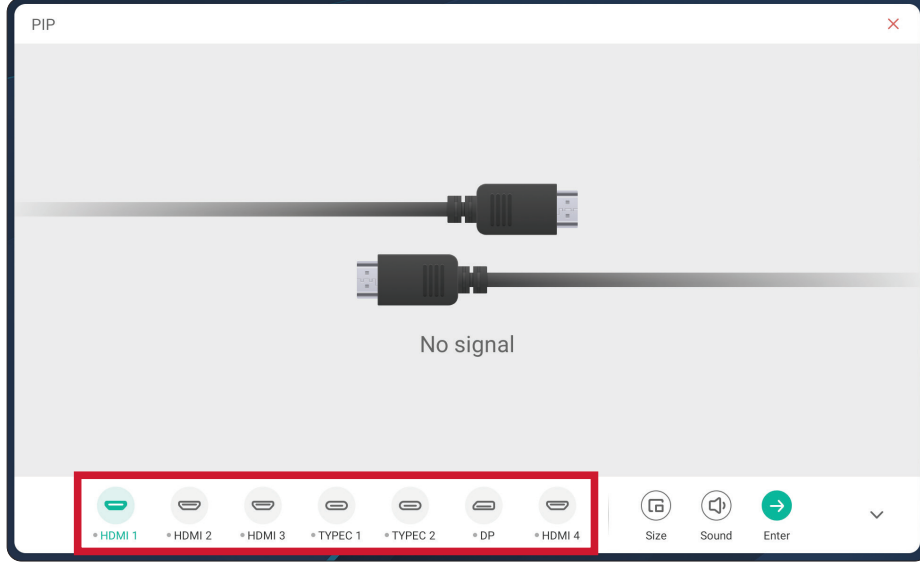 PIP
No signal
HDMI 1
HDMI 2
HDMI 3
TYPEC 1
TYPEC 2
DP
HDMI 4
Size
Sound
Enter